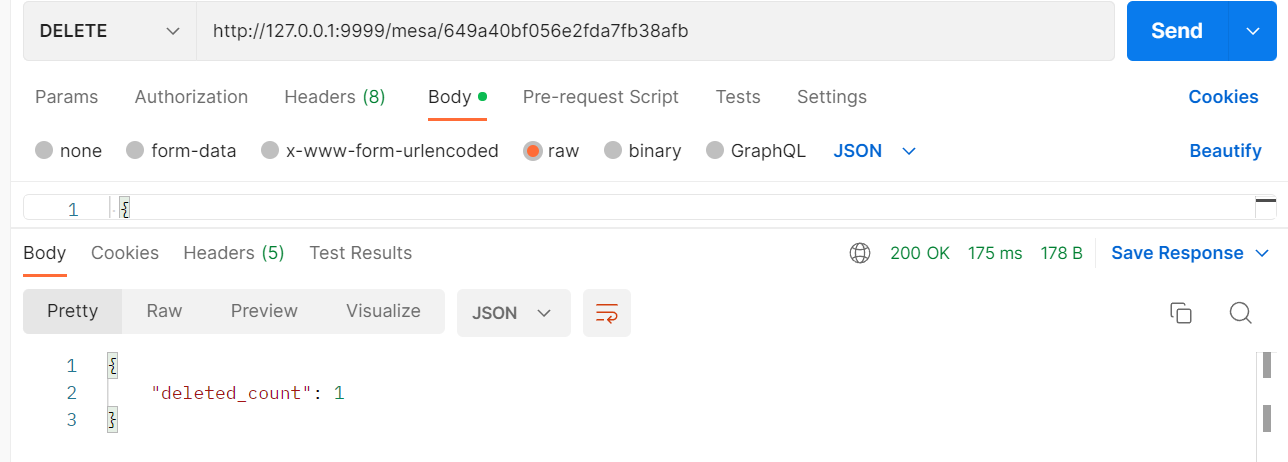 DELETE http://127.0.0.1:9999/mesa/649a40bf056e2fda7fb38afb Send
Params Authorization Headers (8) Body Pre-request Script Tests Settings Cookies
none form-data x-www-form-urlencoded raw binary GraphQL JSON Beautify
1 {
Body Cookies Headers (5) Test Results 200 OK 175 ms 178 B Save Response
Pretty Raw Preview Visualize JSON
1 {
2 "deleted_count": 1
3 }